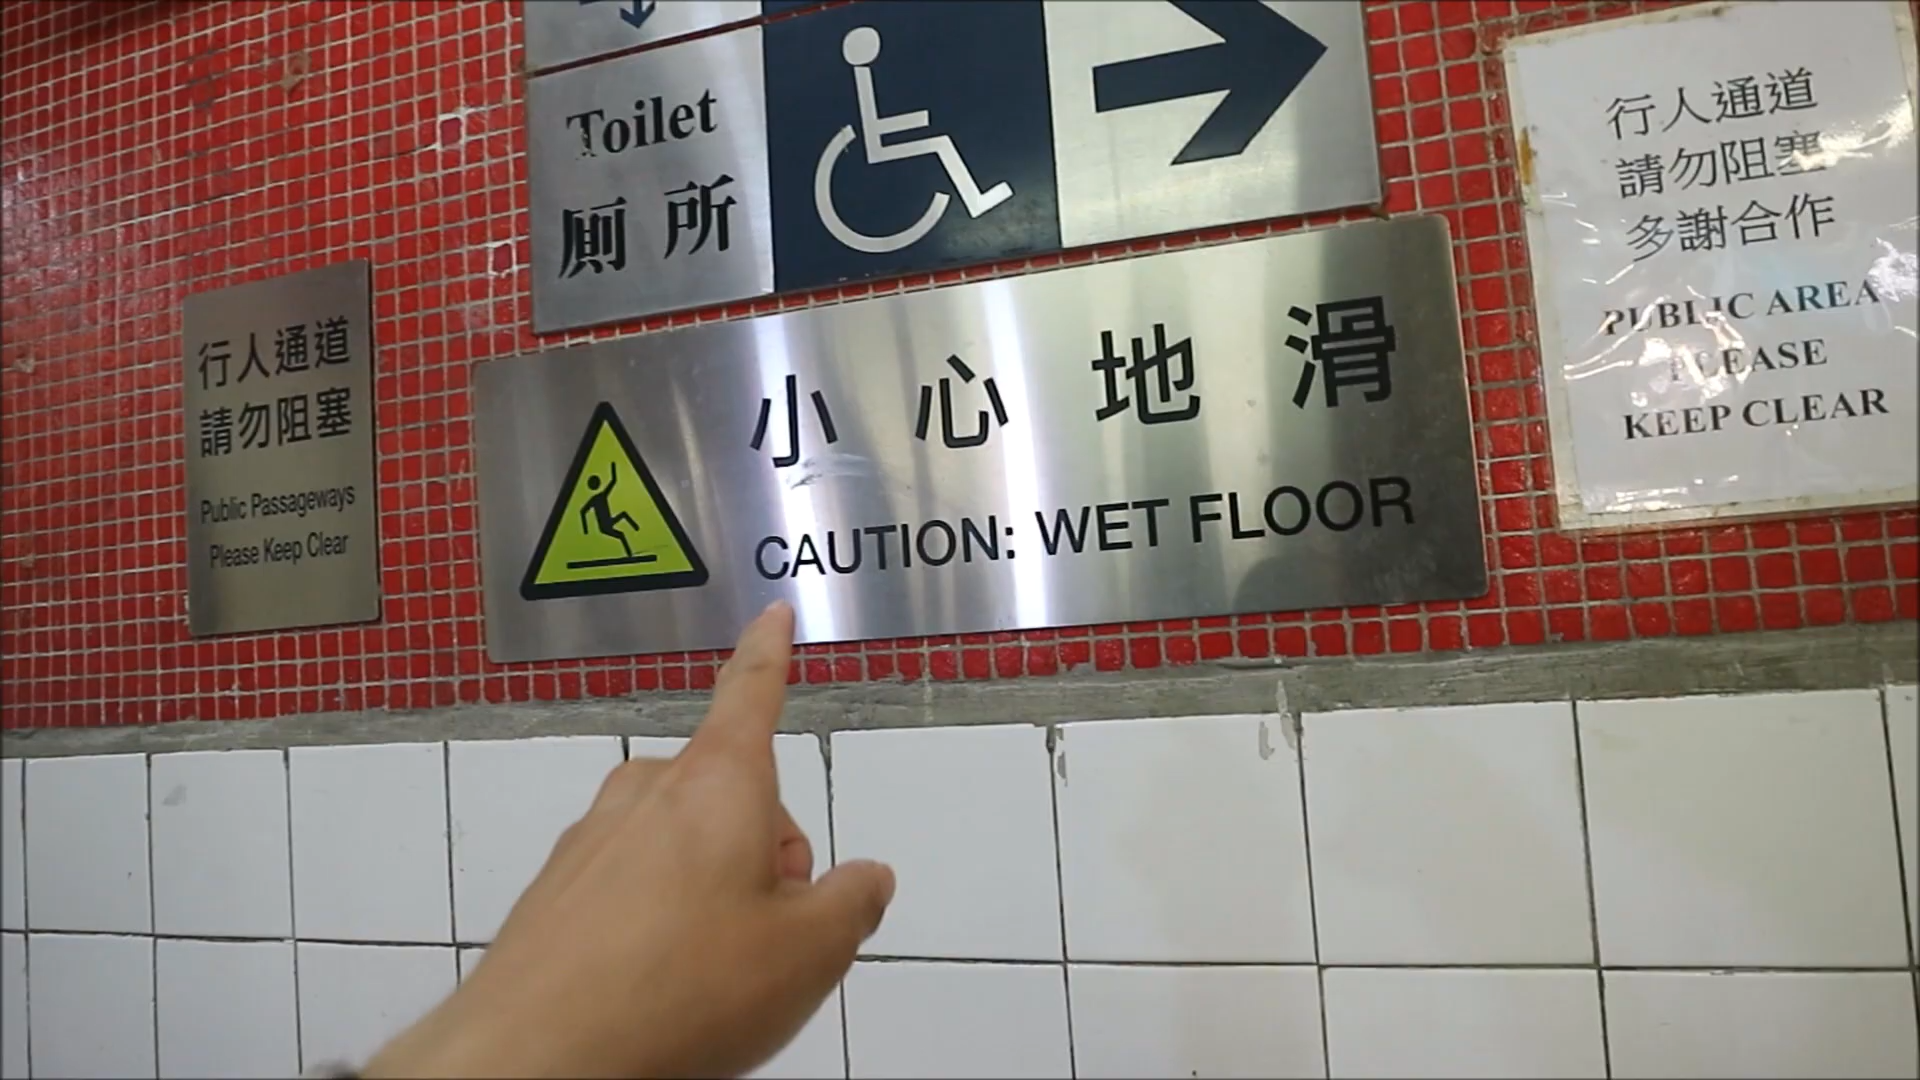 Toilet
廁所
行人通道
請勿阻塞
Public Passageways
Please Keep Clear
小心地滑
CAUTION: WET FLOOR
行人通道
請勿阻塞
多謝合作
PUBLIC AREA
PLEASE
KEEP CLEAR